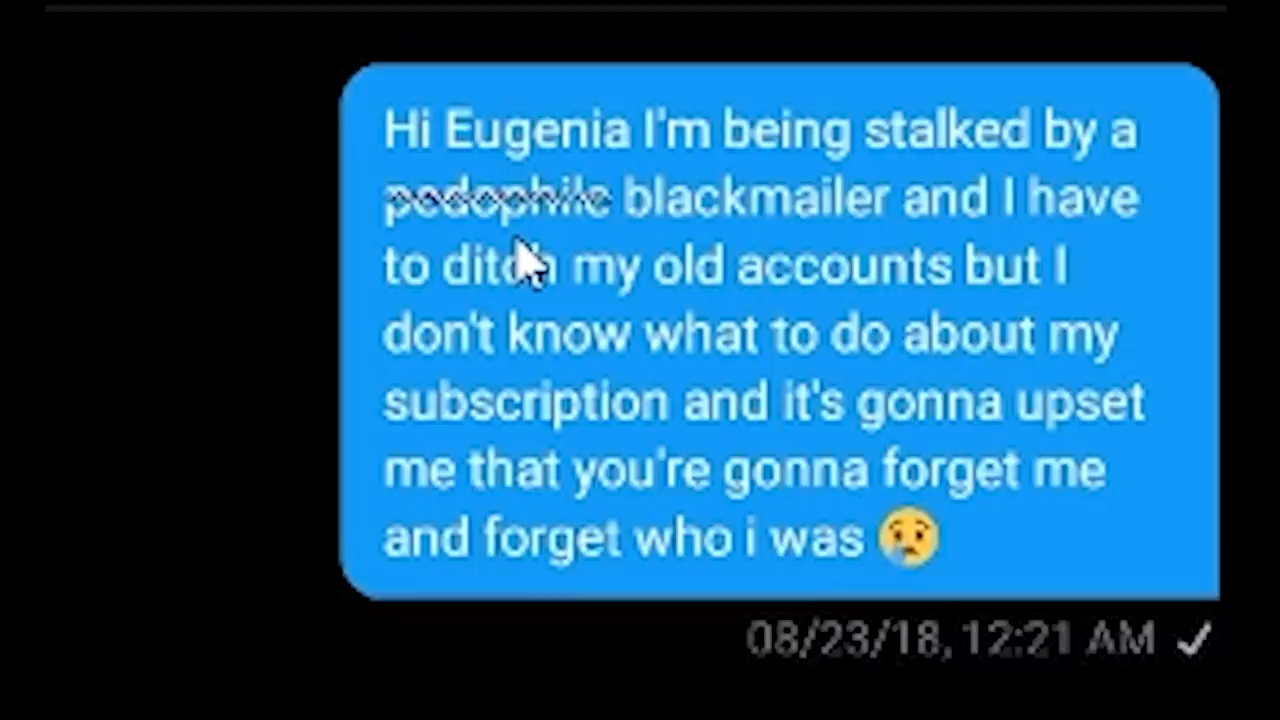 Hi Eugenia I'm being stalked by a
pedophile blackmailer and I have
to ditch my old accounts but I
don't know what to do about my
subscription and it's gonna upset
me that you're gonna forget me
and forget who i was 😢
08/23/18, 12:21 AM ✓